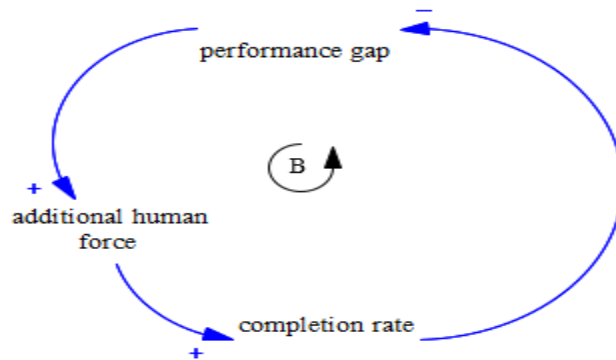 −
performance gap
B
+
additional human
force
completion rate
+